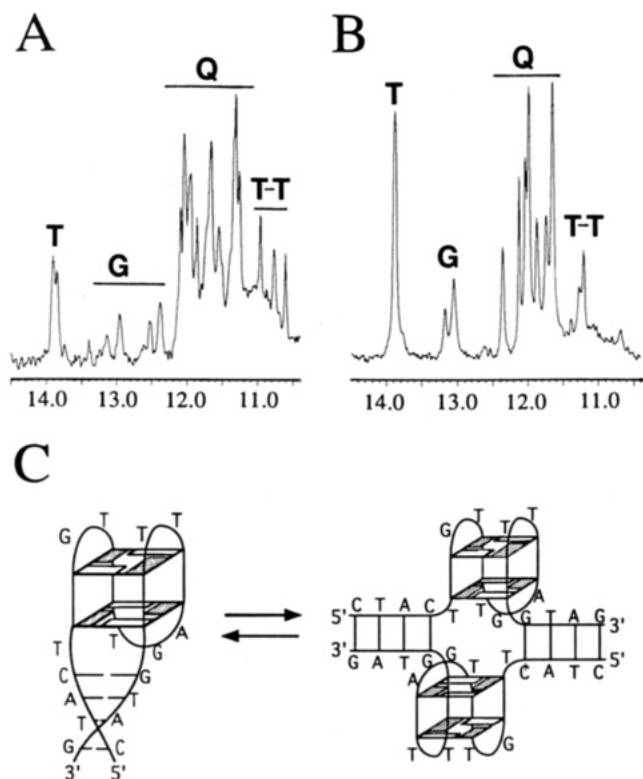 A
B
Q
Q
T
T
T-T
T-T
G
G
14.0 13.0 12.0 11.0
14.0 13.0 12.0 11.0
C
T T T
G
T G A
T
C G
A T
T A
G C
3' 5'
T T T
G
A
5' C T A C T T G G T A G 3'
3' G A T G G T T C A T C 5'
A
G
T T T